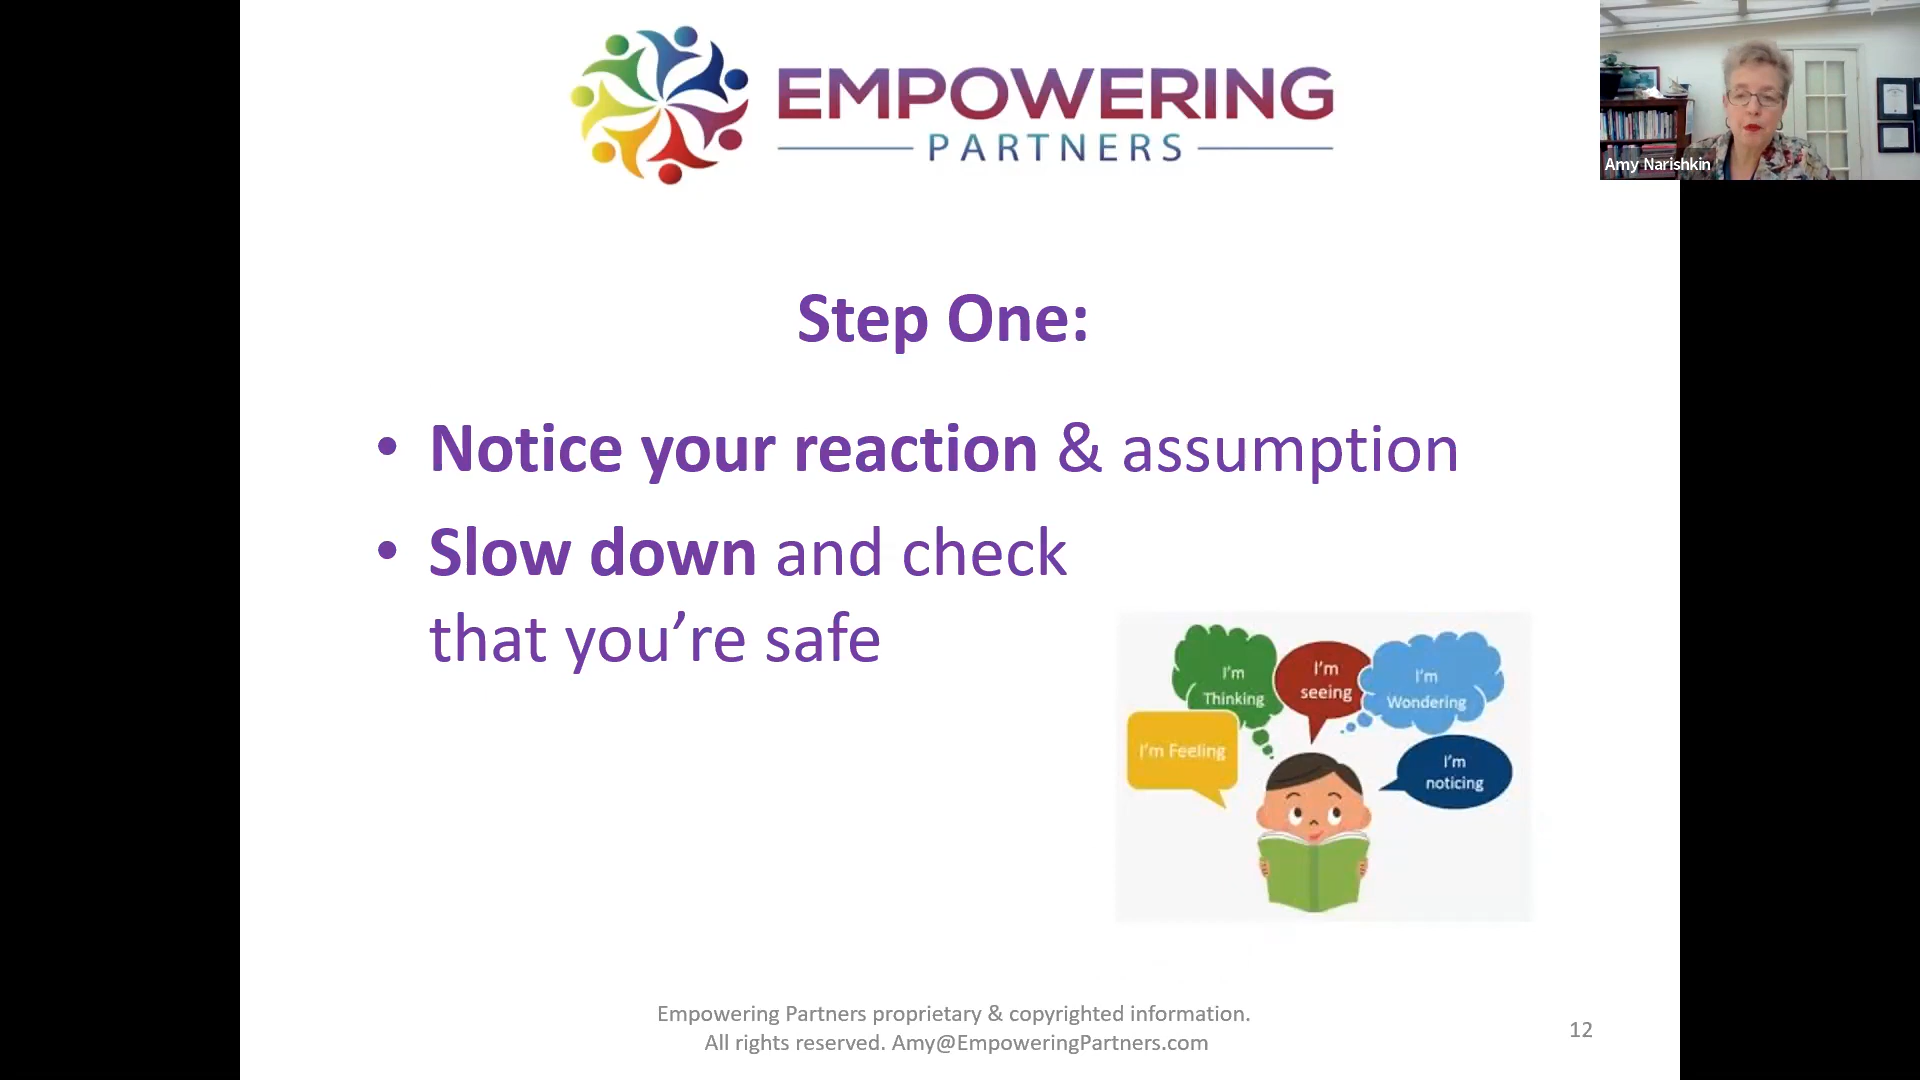 EMPOWERING
PARTNERS
Amy Narishkin
Step One:
• Notice your reaction & assumption
• Slow down and check
that you’re safe
I'm
Thinking
I'm
seeing
I'm
Wondering
I'm Feeling
I'm
noticing
Empowering Partners proprietary & copyrighted information.
All rights reserved. Amy@EmpoweringPartners.com
12